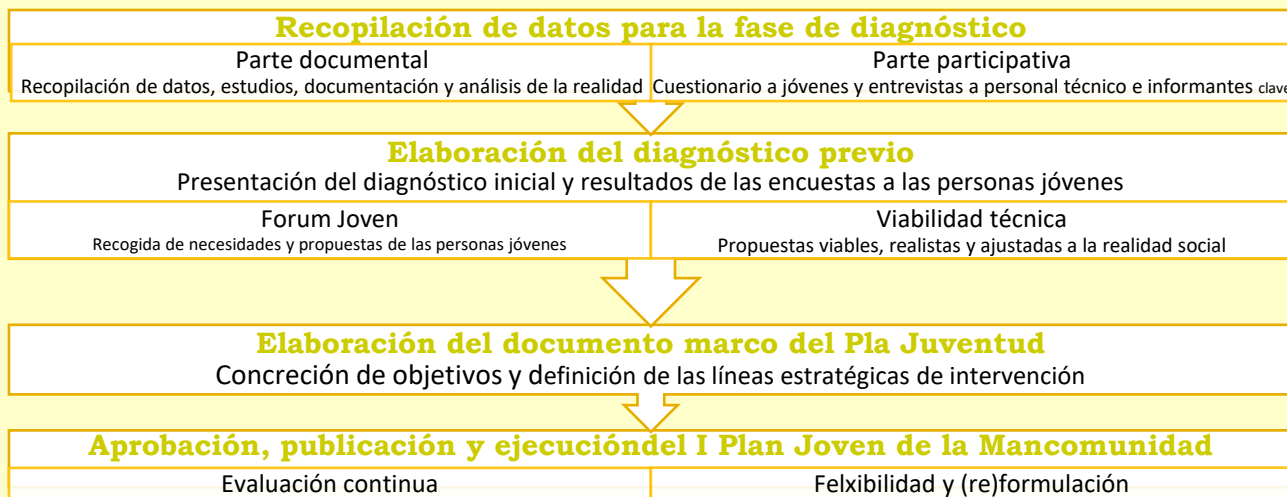 Recopilación de datos para la fase de diagnóstico
Parte documental
Recopilación de datos, estudios, documentación y análisis de la realidad
Parte participativa
Cuestionario a jóvenes y entrevistas a personal técnico e informantes clave
Elaboración del diagnóstico previo
Presentación del diagnóstico inicial y resultados de las encuestas a las personas jóvenes
Forum Joven
Recogida de necesidades y propuestas de las personas jóvenes
Viabilidad técnica
Propuestas viables, realistas y ajustadas a la realidad social
Elaboración del documento marco del Pla Juventud
Concreción de objetivos y definición de las líneas estratégicas de intervención
Aprobación, publicación y ejecucióndel I Plan Joven de la Mancomunidad
Evaluación continua
Felxibilidad y (re)formulación